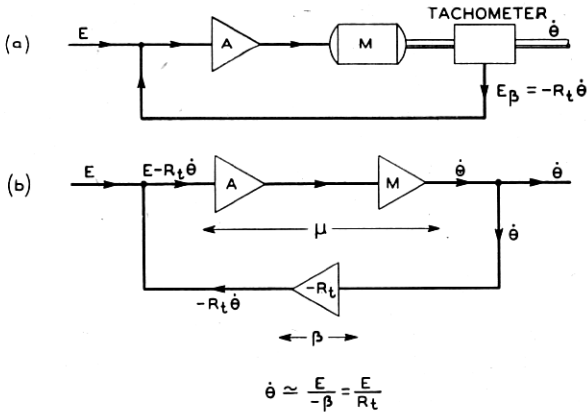 (a)
E
A
M
TACHOMETER
θ̇
E_β = -R_t θ̇
(b)
E
E-R_t θ̇
A
M
θ̇
θ̇
μ
θ̇
-R_t θ̇
-R_t
β
θ̇ ≃ E/-β = E/R_t